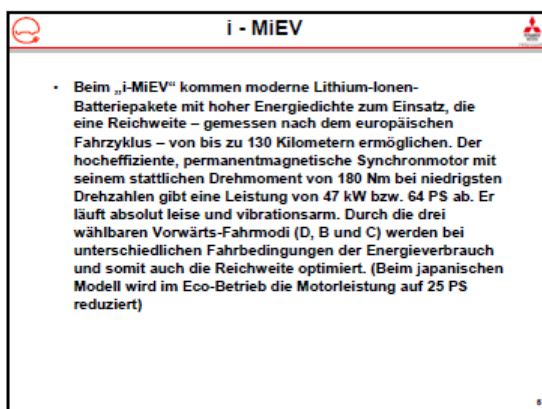 i - MiEV
• Beim „i-MiEV“ kommen moderne Lithium-Ionen-
Batteriepakete mit hoher Energiedichte zum Einsatz, die
eine Reichweite – gemessen nach dem europäischen
Fahrzyklus – von bis zu 130 Kilometern ermöglichen. Der
hocheffiziente, permanentmagnetische Synchronmotor mit
seinem stattlichen Drehmoment von 180 Nm bei niedrigsten
Drehzahlen gibt eine Leistung von 47 kW bzw. 64 PS ab. Er
läuft absolut leise und vibrationsarm. Durch die drei
wählbaren Vorwärts-Fahrmodi (D, B und C) werden bei
unterschiedlichen Fahrbedingungen der Energieverbrauch
und somit auch die Reichweite optimiert. (Beim japanischen
Modell wird im Eco-Betrieb die Motorleistung auf 25 PS
reduziert)
6